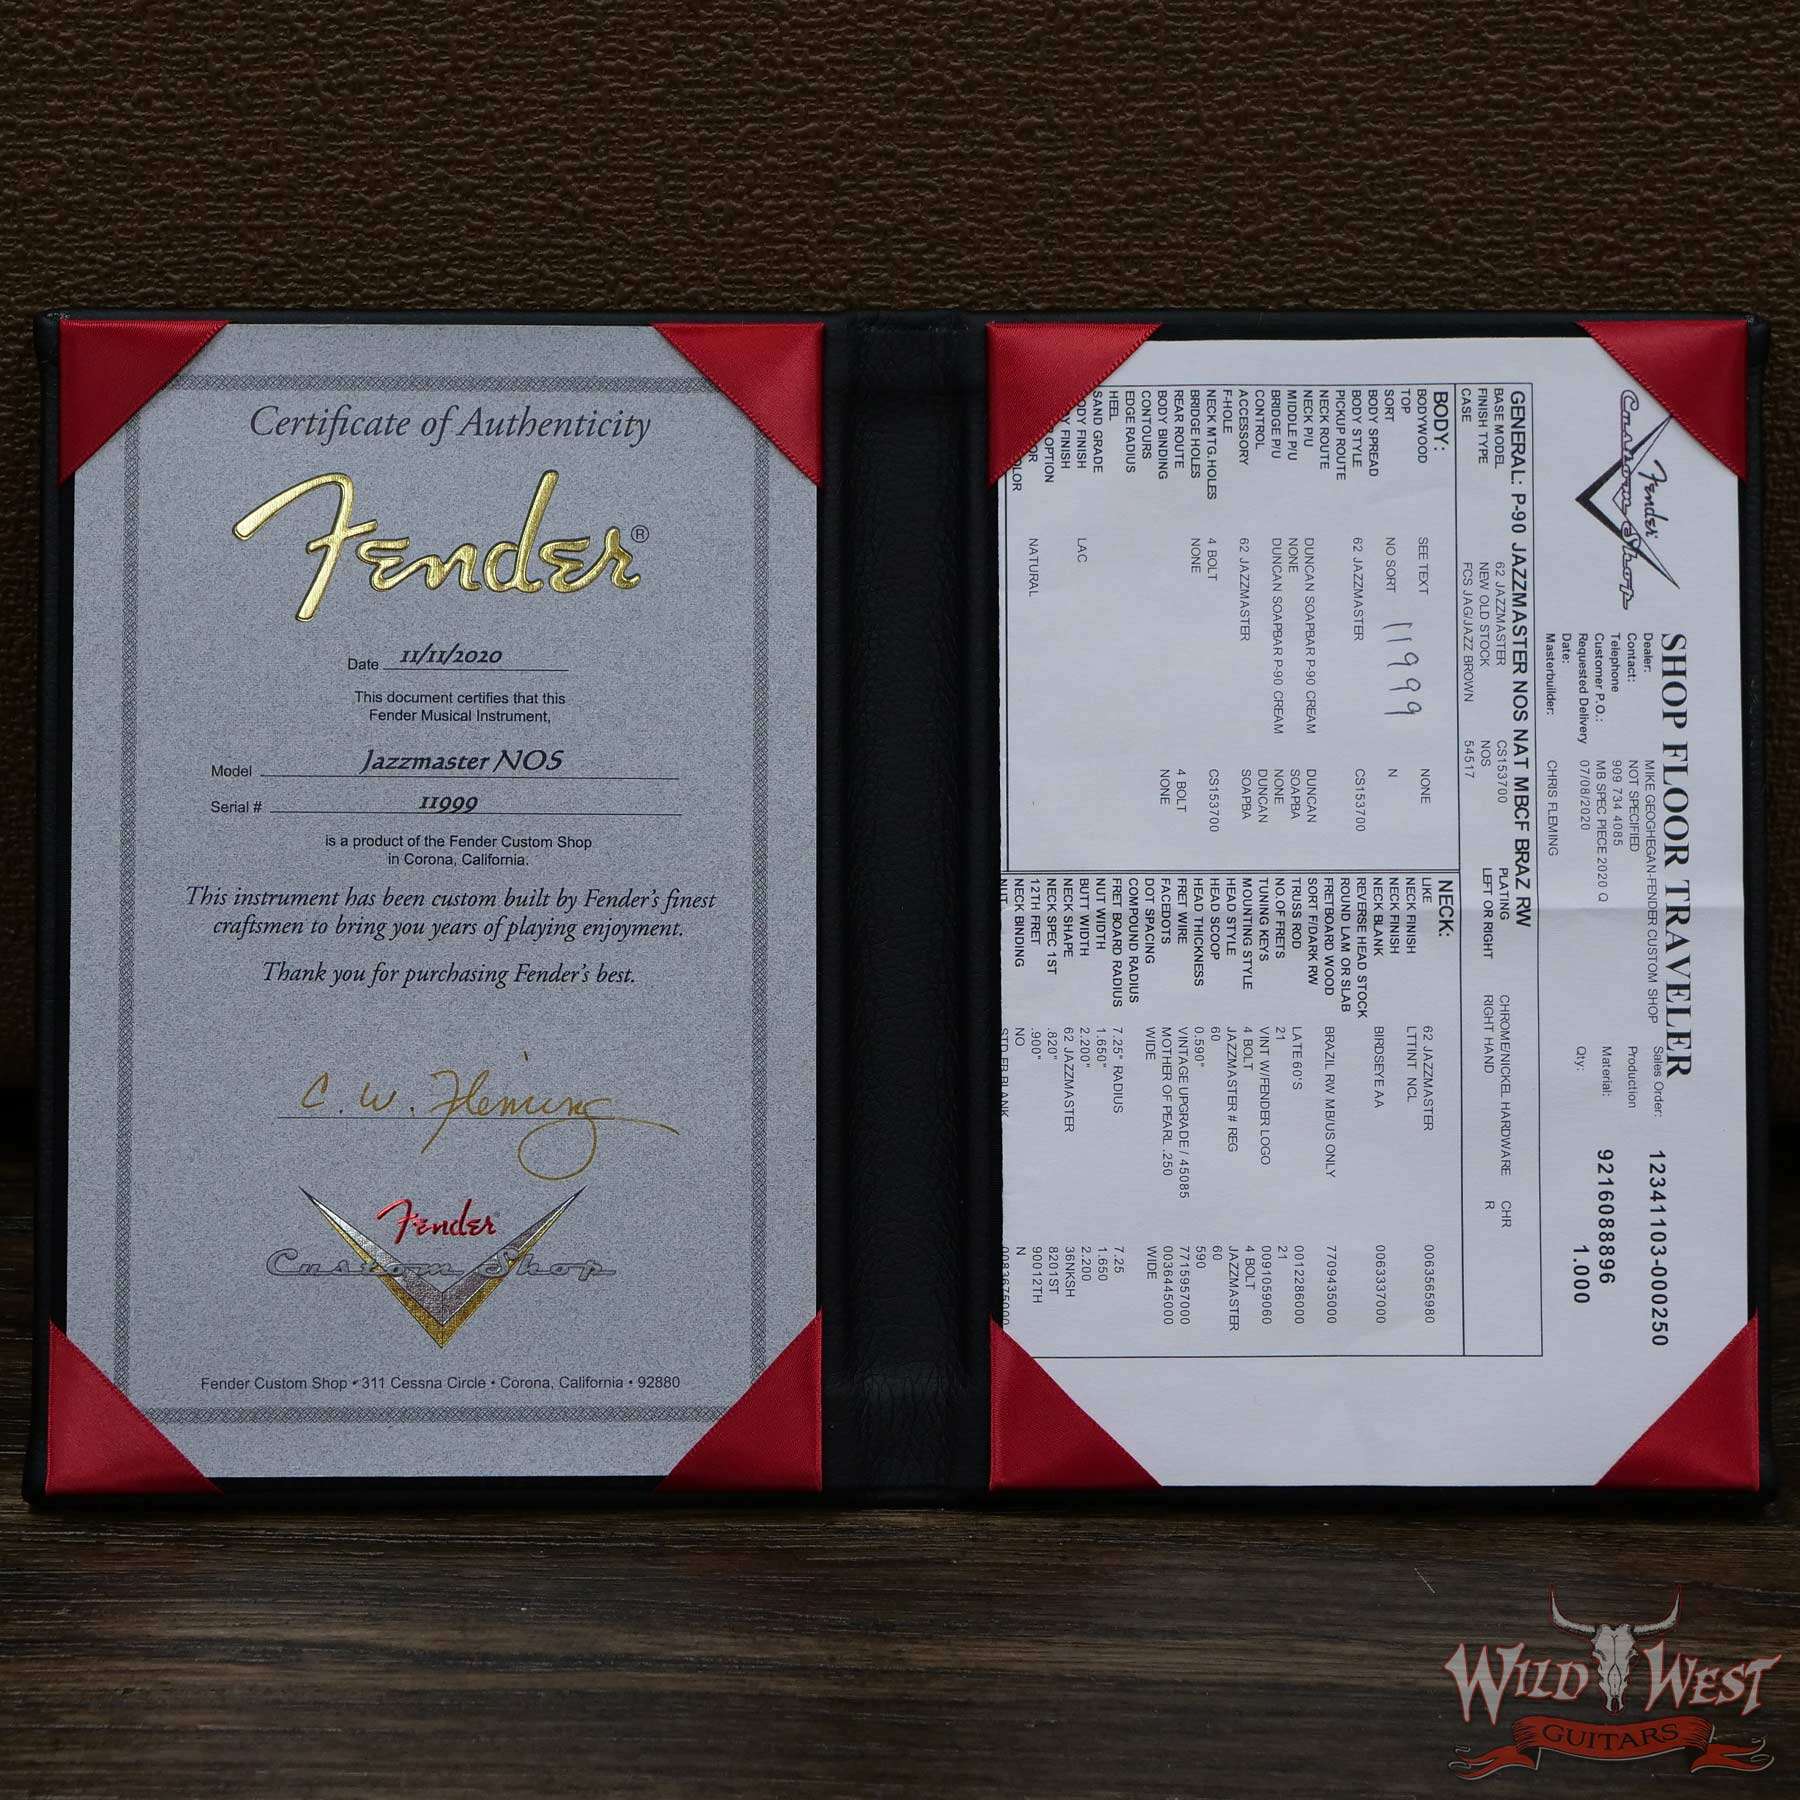 Certificate of Authenticity
Fender®
Date 11/11/2020
This document certifies that this
Fender Musical Instrument,
Model Jazzmaster NOS
Serial # 11999
is a product of the Fender Custom Shop
in Corona, California.
This instrument has been custom built by Fender's finest
craftsmen to bring you years of playing enjoyment.
Thank you for purchasing Fender's best.
C. W. Fleming
Fender®
Custom Shop
Fender Custom Shop • 311 Cessna Circle • Corona, California • 92880
Fender
Custom Shop
SHOP FLOOR TRAVELER
Dealer: MIKE GEOGHEGAN-FENDER CUSTOM SHOP Sales Order: 12341103-000250
Contact: NOT SPECIFIED Production
Telephone 909 734 4085
Customer P.O.: MB SPEC PIECE 2020 Q Material: 9216088896
Requested Delivery 07/08/2020
Date: Qty: 1.000
Masterbuilder: CHRIS FLEMING
GENERAL: P-90 JAZZMASTER NOS NAT MBCF BRAZ RW
BASE MODEL 62 JAZZMASTER CS153700 PLATING CHROME/NICKEL HARDWARE CHR
FINISH TYPE NEW OLD STOCK NOS LEFT OR RIGHT RIGHT HAND R
CASE FCS JAG/JAZZ BROWN 54517
BODY:
BODYWOOD SEE TEXT NONE
TOP
SORT NO SORT 11999 N
BODY SPREAD
BODY STYLE 62 JAZZMASTER CS153700
PICKUP ROUTE
NECK ROUTE
NECK P/U DUNCAN SOAPBAR P-90 CREAM DUNCAN
MIDDLE P/U NONE SOAPBA
BRIDGE P/U DUNCAN SOAPBAR P-90 CREAM NONE
CONTROL DUNCAN
ACCESSORY 62 JAZZMASTER SOAPBA
F-HOLE
NECK MTG.HOLES 4 BOLT CS153700
BRIDGE HOLES NONE
REAR ROUTE 4 BOLT
BODY BINDING NONE
CONTOURS
EDGE RADIUS
HEEL
SAND GRADE
ODY FINISH LAC
Y FINISH
OPTION
OR NATURAL
OLOR
NECK:
LIKE 62 JAZZMASTER 0063565980
NECK FINISH LTTINT NCL
NECK FINISH
NECK BLANK BIRDSEYE AA 0063337000
REVERSE HEAD STOCK
ROUND LAM OR SLAB
FRETBOARD WOOD BRAZIL RW MB/US ONLY 7709435000
SORT F/DARK RW
TRUSS ROD LATE 60'S 0012286000
NO.OF FRETS 21 21
TUNING KEYS VINT W/FENDER LOGO 0091059060
MOUNTING STYLE 4 BOLT 4 BOLT
HEAD STYLE JAZZMASTER # REG JAZZMASTER
HEAD SCOOP 60 60
HEAD THICKNESS 0.590" 590
FRET WIRE VINTAGE UPGRADE / 45085 7715957000
FACEDOTS MOTHER OF PEARL .250 0036445000
DOT SPACING WIDE WIDE
COMPOUND RADIUS
FRET BOARD RADIUS 7.25" RADIUS 7.25
NUT WIDTH 1.650" 1.650
BUTT WIDTH 2.200" 2.200
NECK SHAPE 62 JAZZMASTER 36NKSH
NECK SPEC 1ST .820" 8201ST
12TH FRET .900" 90012TH
NECK BINDING NO N
WILD WEST
GUITARS